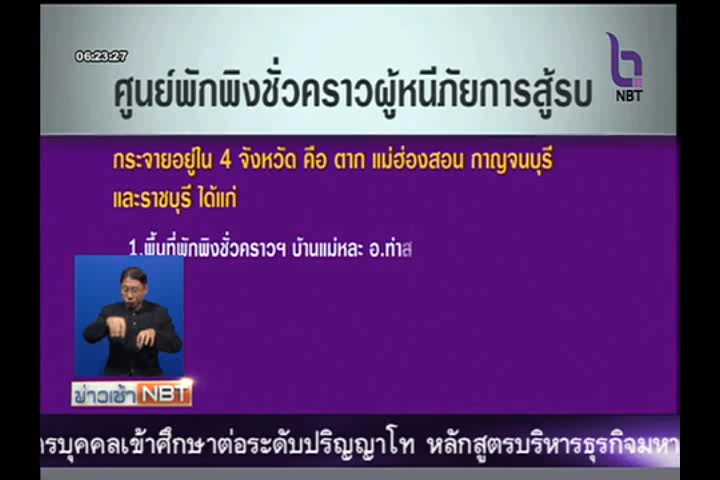 06:23:27
ศูนย์พักพิงชั่วคราวผู้หนีภัยการสู้รบ
NBT
กระจายอยู่ใน 4 จังหวัด คือ ตาก แม่ฮ่องสอน กาญจนบุรี
และราชบุรี ได้แก่
1.พื้นที่พักพิงชั่วคราวฯ บ้านแม่หละ อ.ท่าส
ข่าวเช้า NBT
ครบุคคลเข้าศึกษาต่อระดับปริญญาโท หลักสูตรบริหารธุรกิจมหา